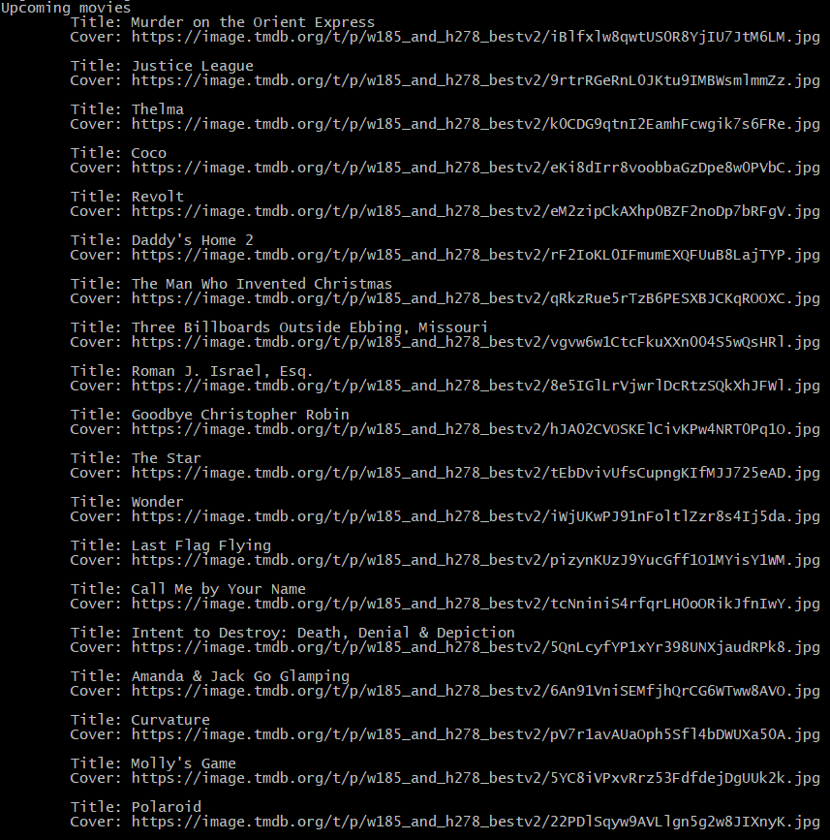 Upcoming movies
Title: Murder on the Orient Express
Cover: https://image.tmdb.org/t/p/w185_and_h278_bestv2/iBlfxlw8qwtUS0R8YjIU7JtM6LM.jpg
Title: Justice League
Cover: https://image.tmdb.org/t/p/w185_and_h278_bestv2/9rtrRGeRnL0JKtu9IMBWsmlmmZz.jpg
Title: Thelma
Cover: https://image.tmdb.org/t/p/w185_and_h278_bestv2/k0CDG9qtnI2EamhFcwgik7s6FRe.jpg
Title: Coco
Cover: https://image.tmdb.org/t/p/w185_and_h278_bestv2/eKi8dIrr8voobbaGzDpe8w0PVbC.jpg
Title: Revolt
Cover: https://image.tmdb.org/t/p/w185_and_h278_bestv2/eM2zipCkAXhp0BZF2noDp7bRFgV.jpg
Title: Daddy's Home 2
Cover: https://image.tmdb.org/t/p/w185_and_h278_bestv2/rF2IoKL0IFmumEXQFUuB8LajTYP.jpg
Title: The Man Who Invented Christmas
Cover: https://image.tmdb.org/t/p/w185_and_h278_bestv2/qRkzRue5rTzB6PESXBJCKqROOXC.jpg
Title: Three Billboards Outside Ebbing, Missouri
Cover: https://image.tmdb.org/t/p/w185_and_h278_bestv2/vgvw6w1CtcFkuXXn004S5wQsHRl.jpg
Title: Roman J. Israel, Esq.
Cover: https://image.tmdb.org/t/p/w185_and_h278_bestv2/8e5IGlLrVjwrlDcRtzSQkXhJFWl.jpg
Title: Goodbye Christopher Robin
Cover: https://image.tmdb.org/t/p/w185_and_h278_bestv2/hJA02CVOSKElCivKPw4NRT0Pq1O.jpg
Title: The Star
Cover: https://image.tmdb.org/t/p/w185_and_h278_bestv2/tEbDvivUfsCupngKIfMJJ725eAD.jpg
Title: Wonder
Cover: https://image.tmdb.org/t/p/w185_and_h278_bestv2/iWjUKwPJ91nFoltlZzr8s4Ij5da.jpg
Title: Last Flag Flying
Cover: https://image.tmdb.org/t/p/w185_and_h278_bestv2/pizynKUzJ9YucGff1O1MYisY1WM.jpg
Title: Call Me by Your Name
Cover: https://image.tmdb.org/t/p/w185_and_h278_bestv2/tcNniniS4rfqrLHOoORikJfnIwY.jpg
Title: Intent to Destroy: Death, Denial & Depiction
Cover: https://image.tmdb.org/t/p/w185_and_h278_bestv2/5QnLcyfYP1xYr398UNXjaudRPk8.jpg
Title: Amanda & Jack Go Glamping
Cover: https://image.tmdb.org/t/p/w185_and_h278_bestv2/6An91VniSEMfjhQrCG6WTww8AVO.jpg
Title: Curvature
Cover: https://image.tmdb.org/t/p/w185_and_h278_bestv2/pV7r1avAUaOph5Sfl4bDWUXa50A.jpg
Title: Molly's Game
Cover: https://image.tmdb.org/t/p/w185_and_h278_bestv2/5YC8iVPxvRrz53FdfdejDgUUk2k.jpg
Title: Polaroid
Cover: https://image.tmdb.org/t/p/w185_and_h278_bestv2/22PDlSqyw9AVLlgn5g2w8JIXnyK.jpg